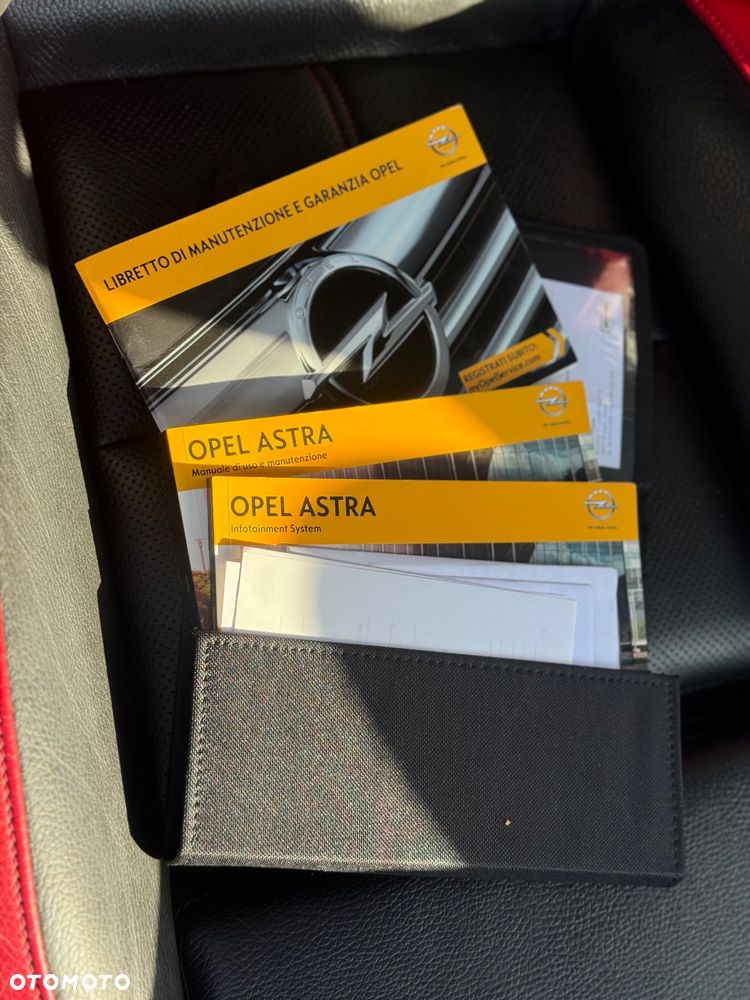 LIBRETTO DI MANUTENZIONE E GARANZIA OPEL
OPEL
REGISTRATI SUBITO:
myOpelService.com
OPEL ASTRA
Manuale di uso e manutenzione
OPEL ASTRA
Infotainment System
OTOMOTO